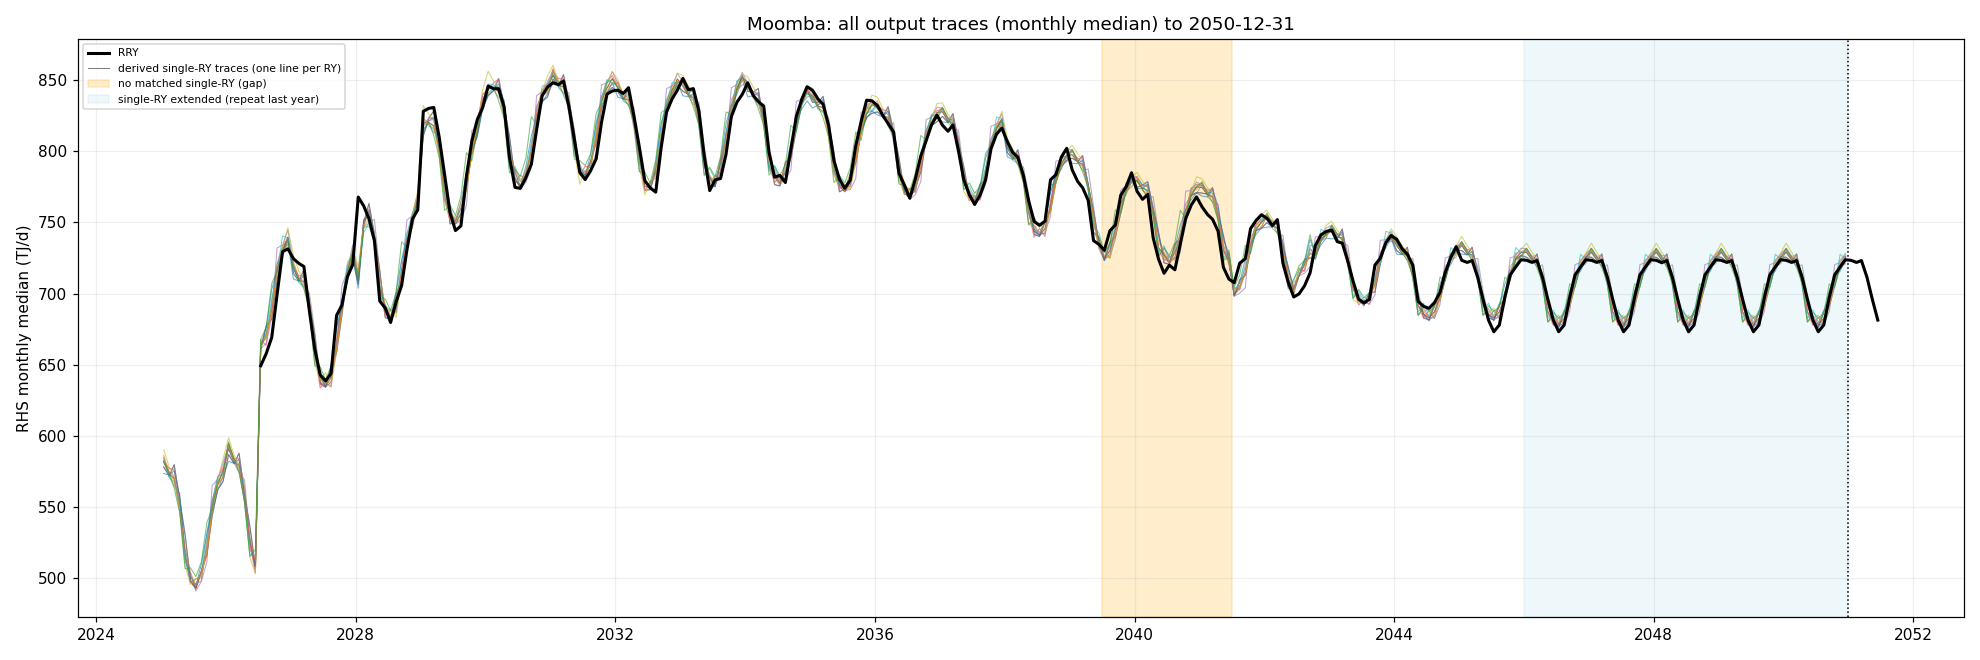 Moomba: all output traces (monthly median) to 2050-12-31
RRY
derived single-RY traces (one line per RY)
no matched single-RY (gap)
single-RY extended (repeat last year)
RHS monthly median (TJ/d)
850
800
750
700
650
600
550
500
2024
2028
2032
2036
2040
2044
2048
2052